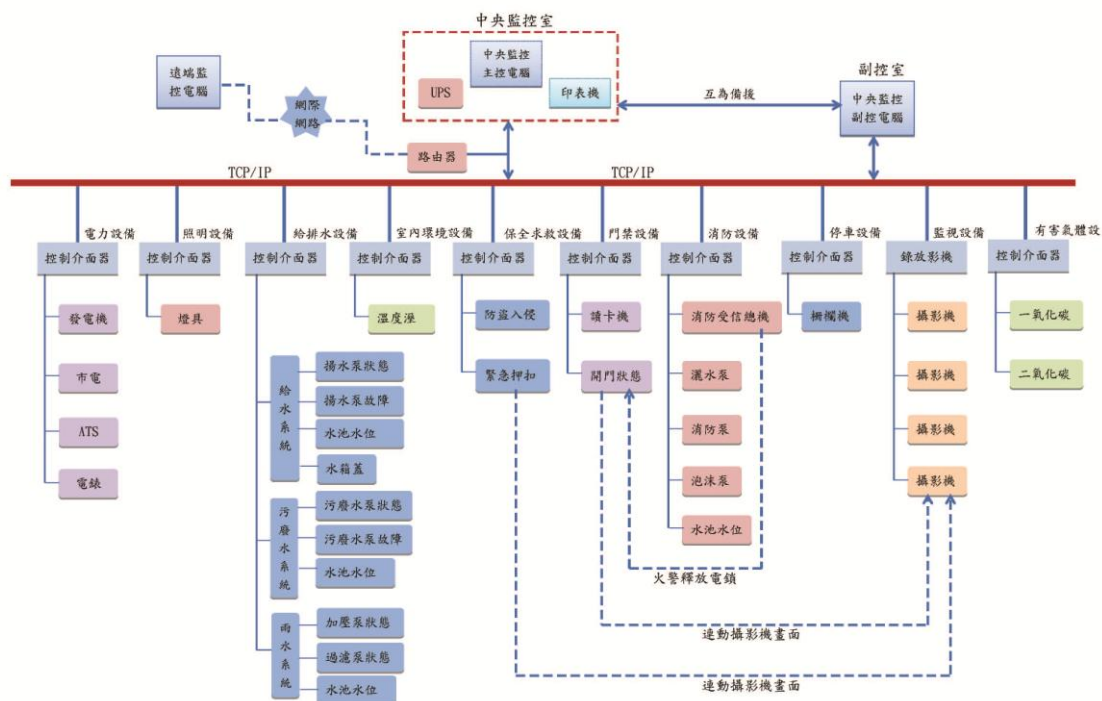 中央監控室
遠端監
控電腦
網際
網路
中央監控
主控電腦
UPS
印表機
路由器
互為備援
副控室
中央監控
副控電腦
TCP/IP
TCP/IP
電力設備
照明設備
給排水設備
室內環境設備
保全求救設備
門禁設備
消防設備
停車設備
監視設備
有害氣體設
控制介面器
控制介面器
控制介面器
控制介面器
控制介面器
控制介面器
控制介面器
控制介面器
錄放影機
控制介面器
發電機
市電
ATS
電錶
燈具
給水系統
揚水泵狀態
揚水泵故障
水池水位
水箱蓋
污廢水系統
污廢水泵狀態
污廢水泵故障
水池水位
雨水系統
加壓泵狀態
過濾泵狀態
水池水位
溫度溼
防盜入侵
緊急押扣
讀卡機
開門狀態
消防受信總機
灑水泵
消防泵
泡沫泵
水池水位
柵欄機
攝影機
攝影機
攝影機
攝影機
一氧化碳
二氧化碳
火警釋放電鎖
連動攝影機畫面
連動攝影機畫面